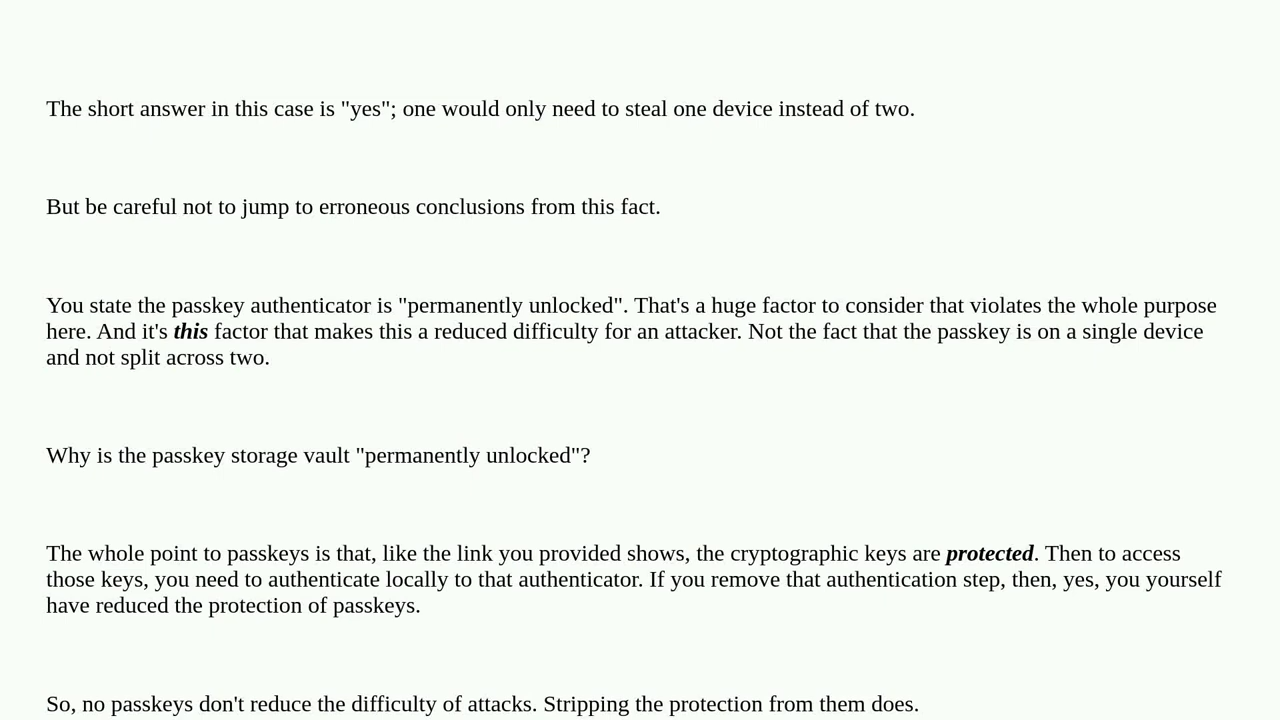 The short answer in this case is "yes"; one would only need to steal one device instead of two.
But be careful not to jump to erroneous conclusions from this fact.
You state the passkey authenticator is "permanently unlocked". That's a huge factor to consider that violates the whole purpose
here. And it's this factor that makes this a reduced difficulty for an attacker. Not the fact that the passkey is on a single device
and not split across two.
Why is the passkey storage vault "permanently unlocked"?
The whole point to passkeys is that, like the link you provided shows, the cryptographic keys are protected. Then to access
those keys, you need to authenticate locally to that authenticator. If you remove that authentication step, then, yes, you yourself
have reduced the protection of passkeys.
So, no passkeys don't reduce the difficulty of attacks. Stripping the protection from them does.